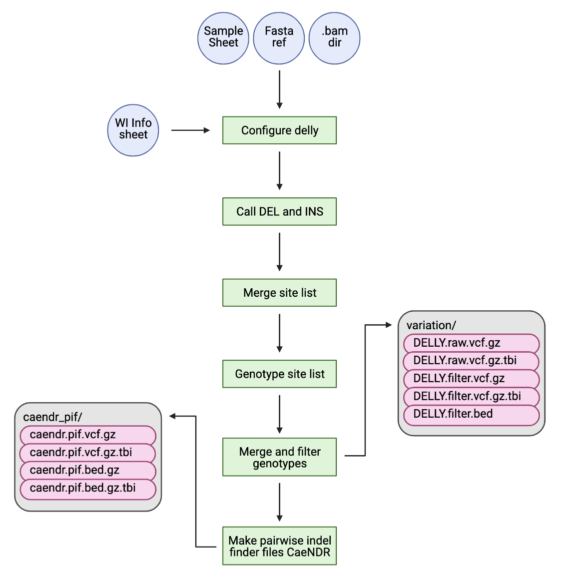 Sample
Sheet
Fasta
ref
.bam
dir
WI Info
sheet
Configure delly
Call DEL and INS
Merge site list
Genotype site list
variation/
DELLY.raw.vcf.gz
DELLY.raw.vcf.gz.tbi
DELLY.filter.vcf.gz
DELLY.filter.vcf.gz.tbi
DELLY.filter.bed
Merge and filter
genotypes
caendr_pif/
caendr.pif.vcf.gz
caendr.pif.vcf.gz.tbi
caendr.pif.bed.gz
caendr.pif.bed.gz.tbi
Make pairwise indel
finder files CaeNDR